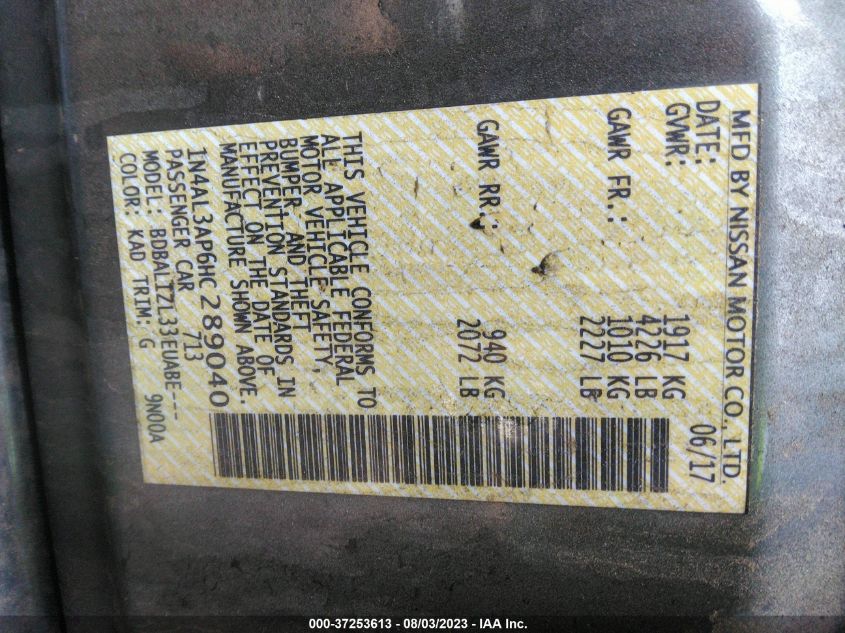 MFD BY NISSAN MOTOR CO., LTD.
DATE: 06/17
GVWR: 1917 KG
4226 LB
GAWR FR.: 1010 KG
2227 LB
GAWR RR.: 940 KG
2072 LB
THIS VEHICLE CONFORMS TO
ALL APPLICABLE FEDERAL
MOTOR VEHICLE SAFETY,
BUMPER, AND THEFT
PREVENTION STANDARDS IN
EFFECT ON THE DATE OF
MANUFACTURE SHOWN ABOVE.
1N4AL3AP6HC289040
PASSENGER CAR 713
MODEL: BDBALTZL33EUABE---
COLOR: KAD TRIM: G 9N00A
000-37253613 - 08/03/2023 - IAA Inc.